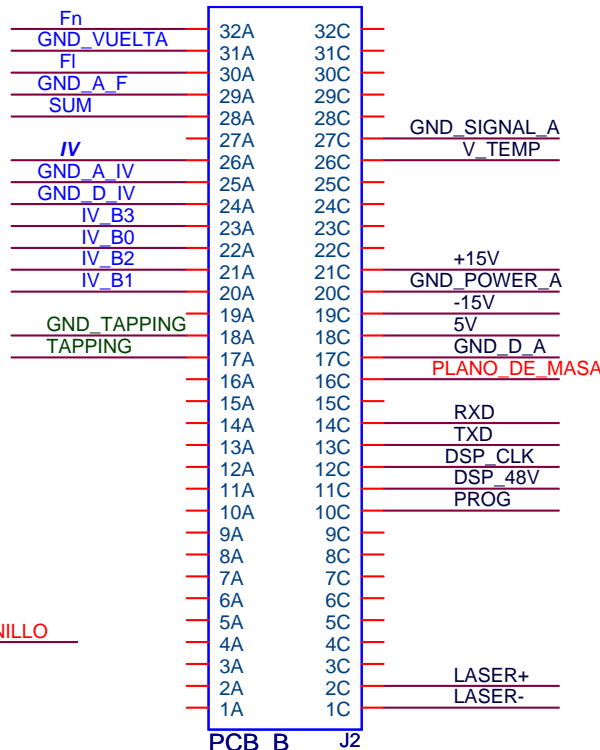 Fn
32A 32C
GND_VUELTA
31A 31C
FI
30A 30C
GND_A_F
29A 29C
SUM
28A 28C
27A 27C GND_SIGNAL_A
IV
26A 26C V_TEMP
GND_A_IV
25A 25C
GND_D_IV
24A 24C
IV_B3
23A 23C
IV_B0
22A 22C
IV_B2
21A 21C +15V
IV_B1
20A 20C GND_POWER_A
19A 19C -15V
GND_TAPPING
18A 18C 5V
TAPPING
17A 17C GND_D_A
16A 16C PLANO_DE_MASA
15A 15C
14A 14C RXD
13A 13C TXD
12A 12C DSP_CLK
11A 11C DSP_48V
10A 10C PROG
9A 9C
8A 8C
7A 7C
6A 6C
5A 5C
NILLO
4A 4C
3A 3C
2A 2C LASER+
1A 1C LASER-
PCB B J2